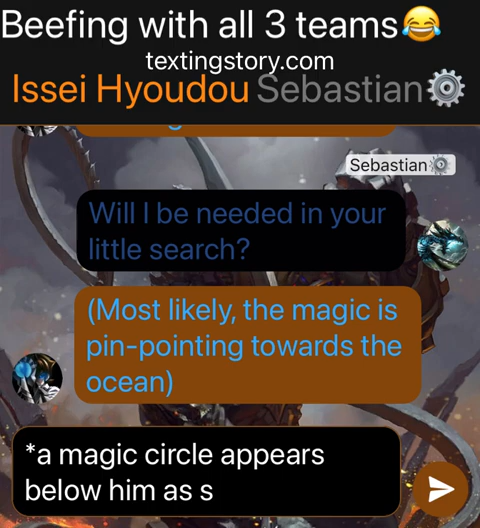 Beefing with all 3 teams😂
textingstory.com
Issei Hyoudou Sebastian⚙️
Sebastian⚙️
Will I be needed in your
little search?
(Most likely, the magic is
pin-pointing towards the
ocean)
*a magic circle appears
below him as s